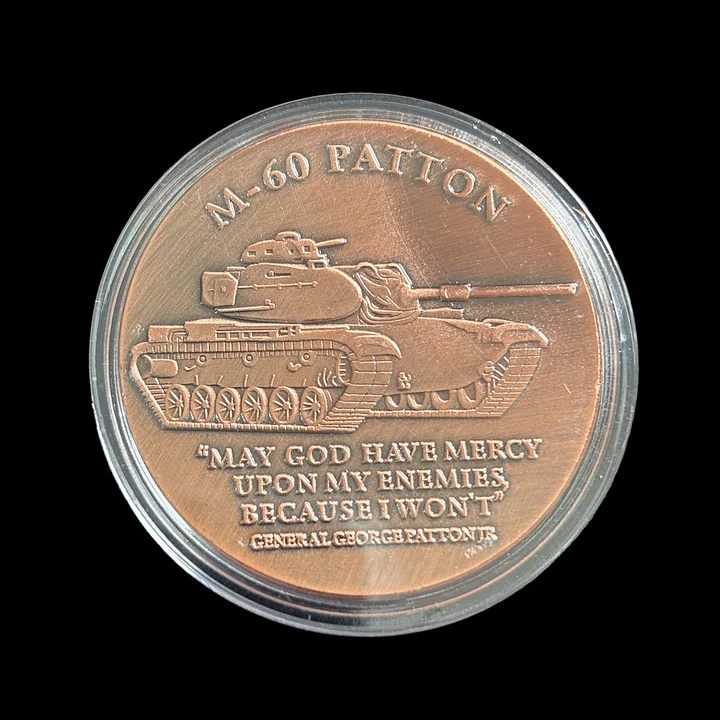 M-60 PATTON
"MAY GOD HAVE MERCY
UPON MY ENEMIES,
BECAUSE I WON'T"
GENERAL GEORGE PATTON JR